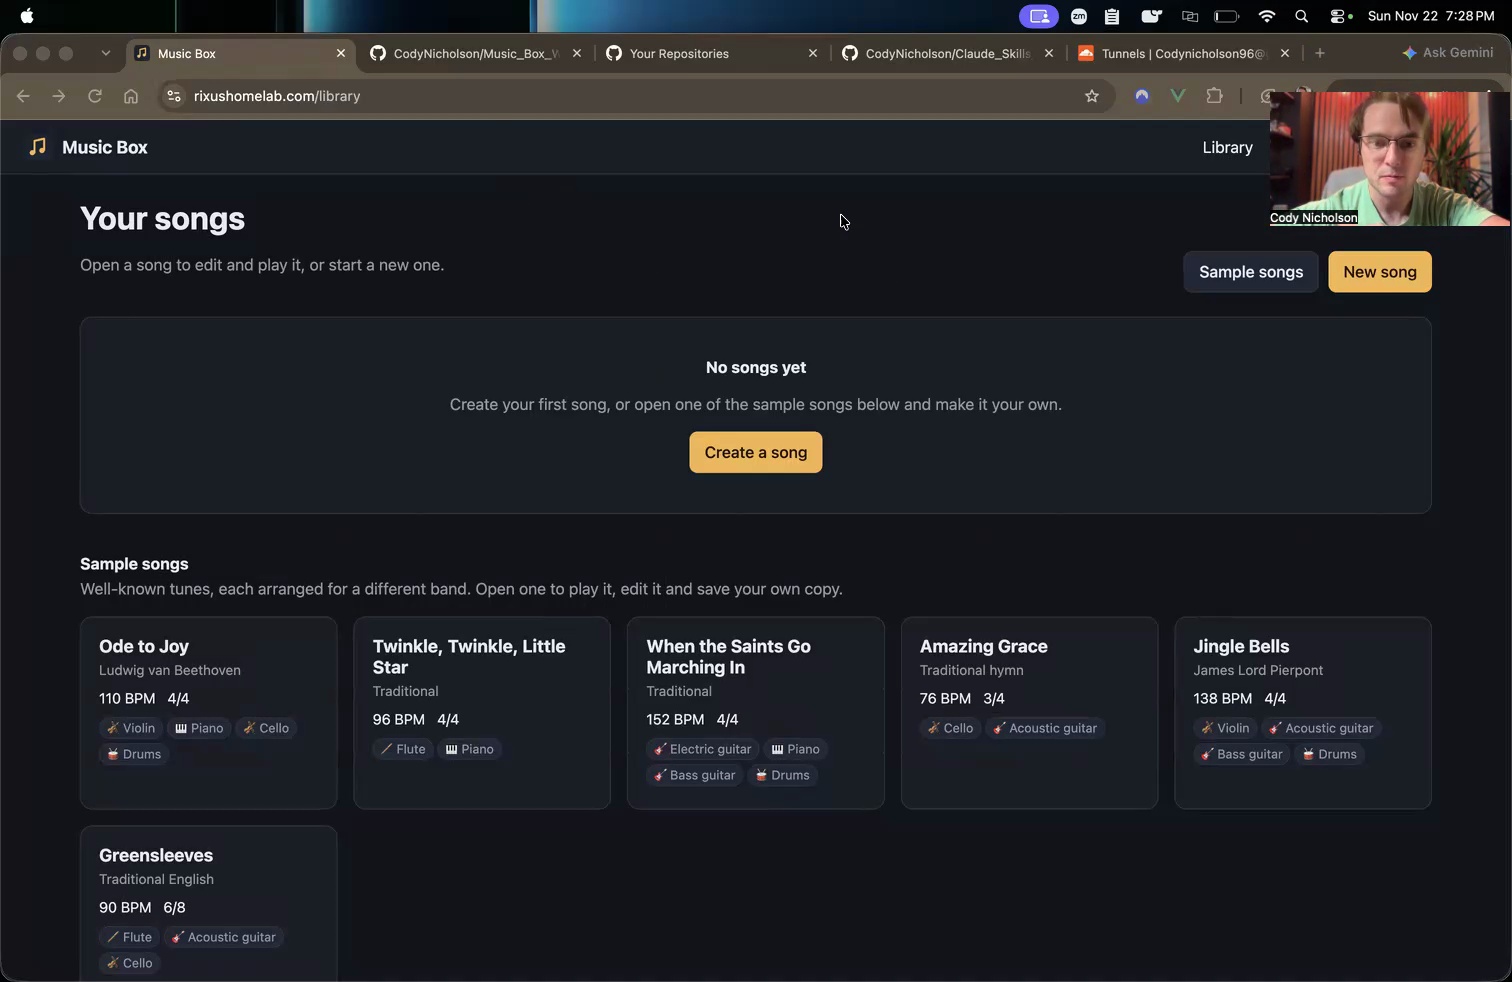 Sun Nov 22 7:28 PM
zm
Music Box
CodyNicholson/Music_Box_
Your Repositories
CodyNicholson/Claude_Skills
Tunnels | Codynicholson96@
Ask Gemini
rixushomelab.com/library
Music Box
Library
Cody Nicholson
Your songs
Open a song to edit and play it, or start a new one.
Sample songs
New song
No songs yet
Create your first song, or open one of the sample songs below and make it your own.
Create a song
Sample songs
Well-known tunes, each arranged for a different band. Open one to play it, edit it and save your own copy.
Ode to Joy
Ludwig van Beethoven
110 BPM 4/4
Violin Piano Cello
Drums
Twinkle, Twinkle, Little
Star
Traditional
96 BPM 4/4
Flute Piano
When the Saints Go
Marching In
Traditional
152 BPM 4/4
Electric guitar Piano
Bass guitar Drums
Amazing Grace
Traditional hymn
76 BPM 3/4
Cello Acoustic guitar
Jingle Bells
James Lord Pierpont
138 BPM 4/4
Violin Acoustic guitar
Bass guitar Drums
Greensleeves
Traditional English
90 BPM 6/8
Flute Acoustic guitar
Cello